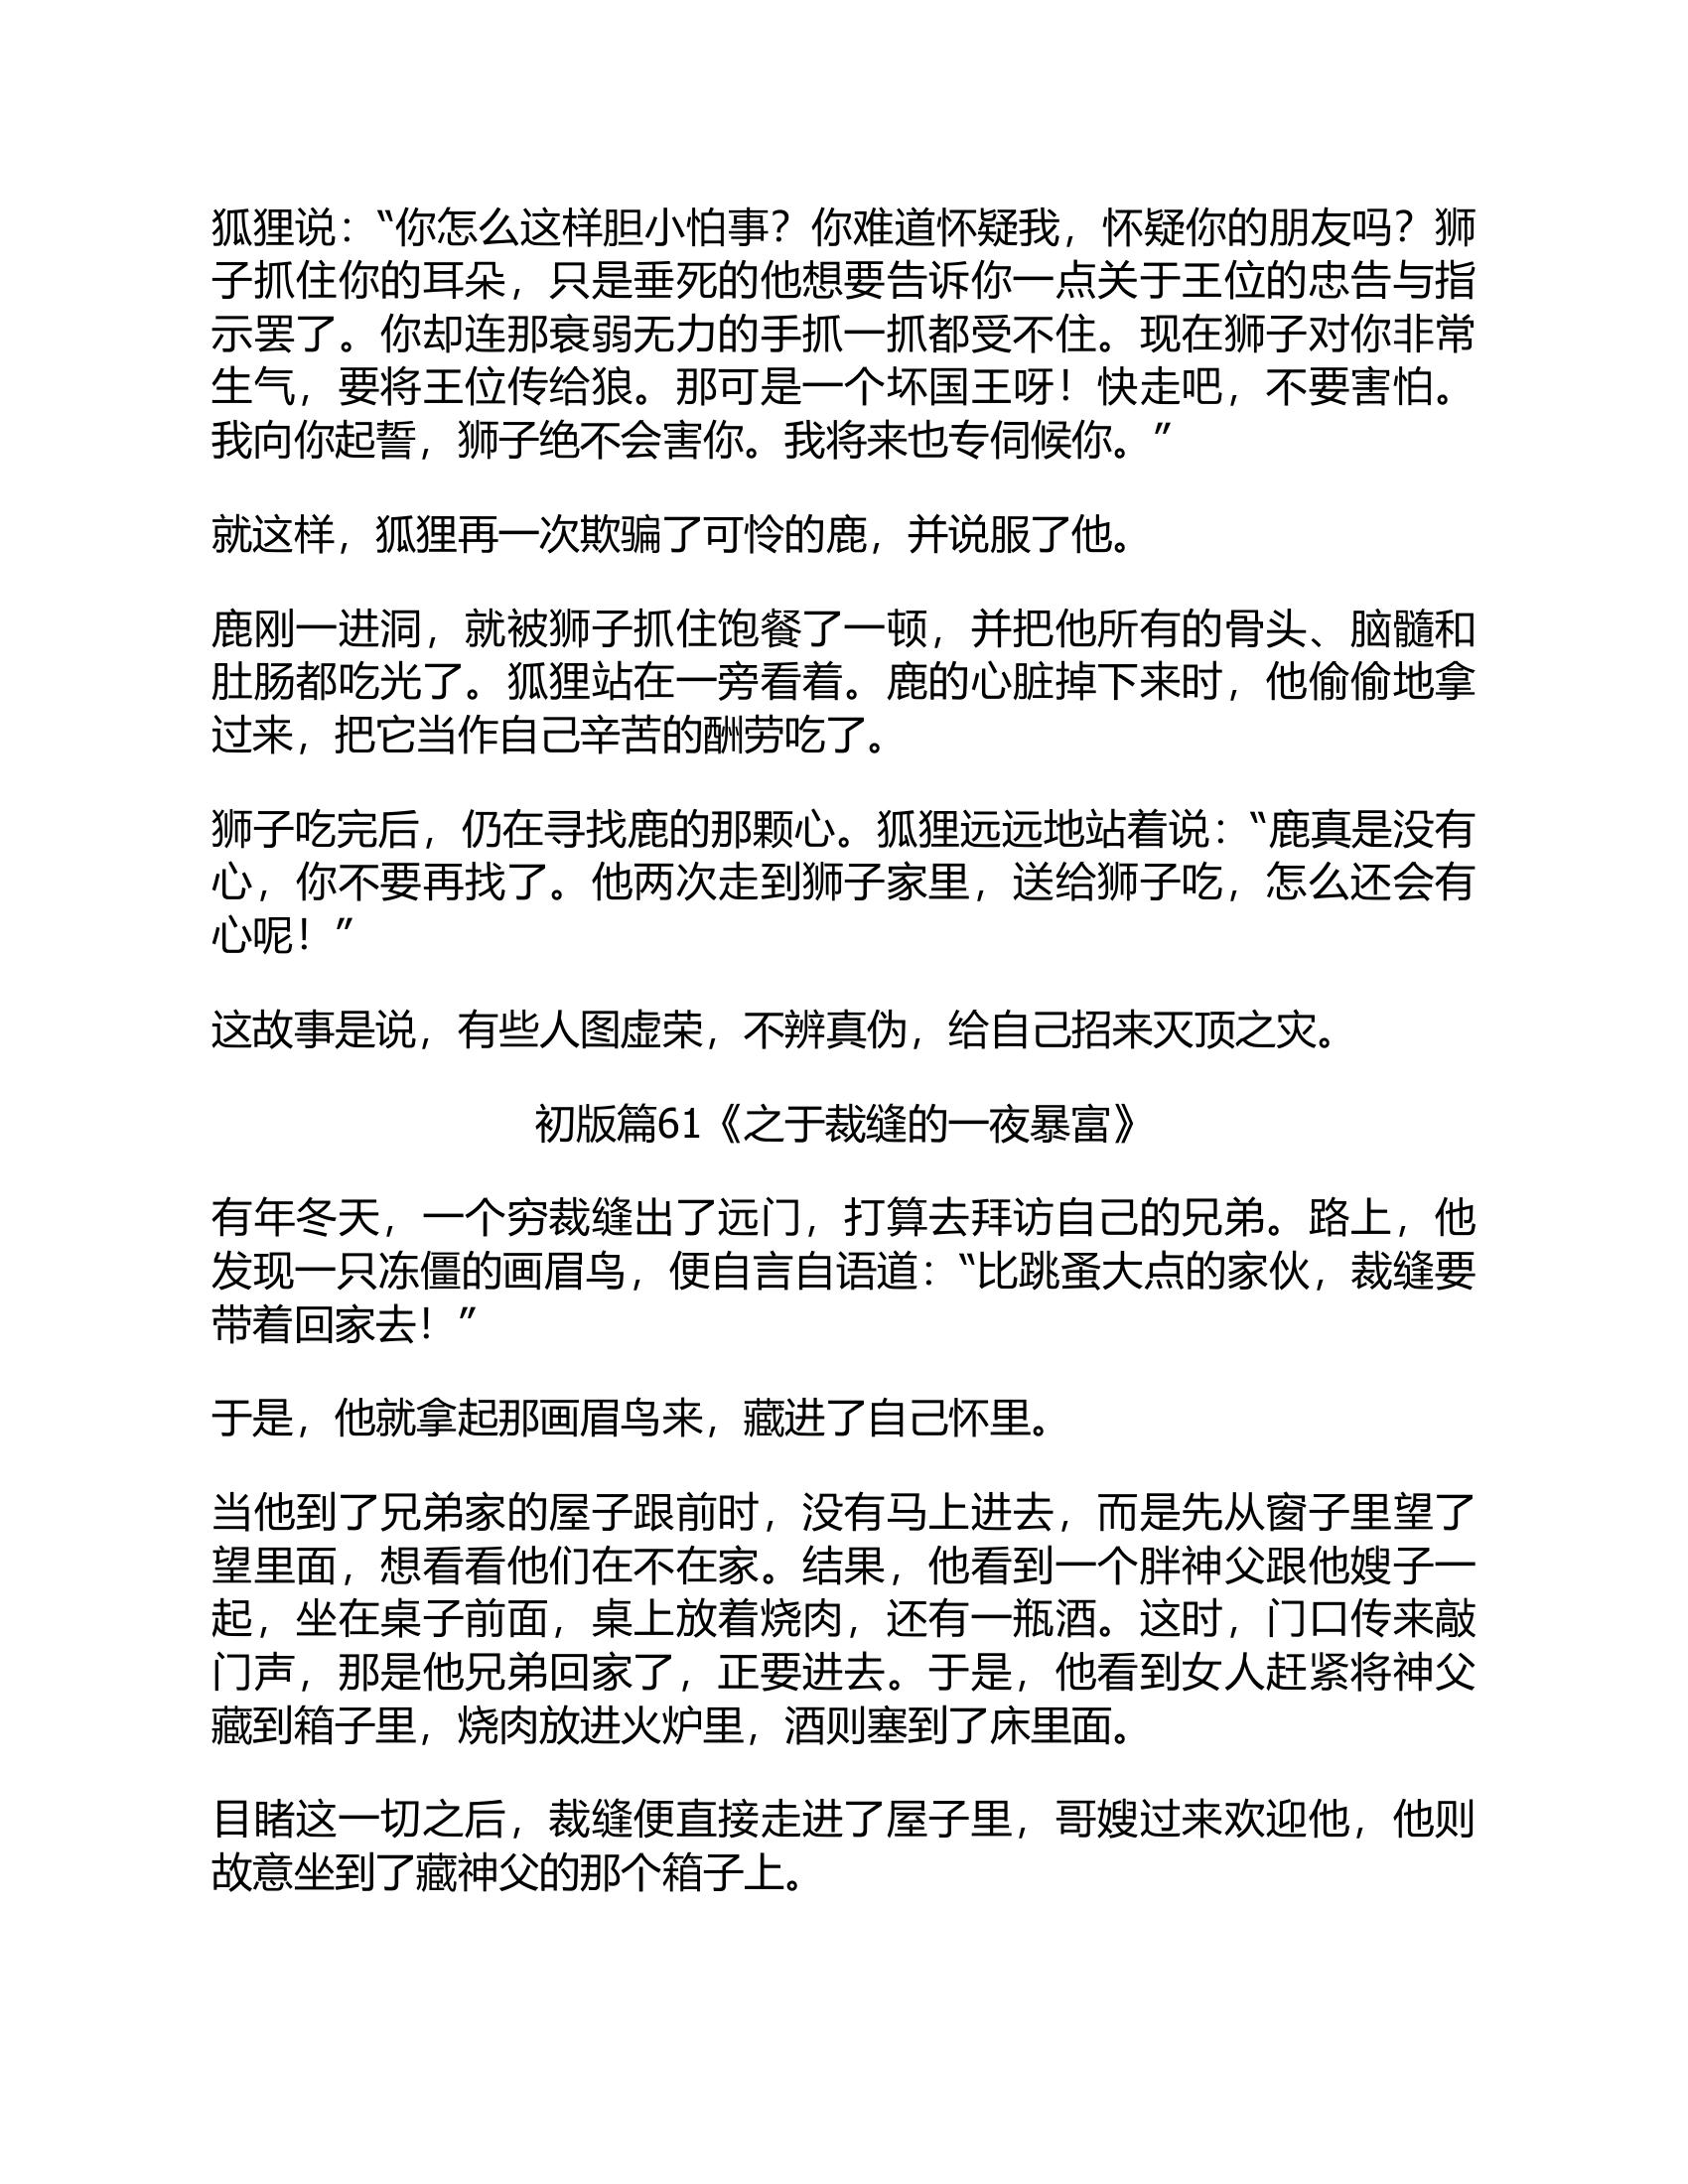 狐狸说：“你怎么这样胆小怕事？你难道怀疑我，怀疑你的朋友吗？狮
子抓住你的耳朵，只是垂死的他想要告诉你一点关于王位的忠告与指
示罢了。你却连那衰弱无力的手抓一抓都受不住。现在狮子对你非常
生气，要将王位传给狼。那可是一个坏国王呀！快走吧，不要害怕。
我向你起誓，狮子绝不会害你。我将来也专伺候你。”
就这样，狐狸再一次欺骗了可怜的鹿，并说服了他。
鹿刚一进洞，就被狮子抓住饱餐了一顿，并把他所有的骨头、脑髓和
肚肠都吃光了。狐狸站在一旁看着。鹿的心脏掉下来时，他偷偷地拿
过来，把它当作自己辛苦的酬劳吃了。
狮子吃完后，仍在寻找鹿的那颗心。狐狸远远地站着说：“鹿真是没有
心，你不要再找了。他两次走到狮子家里，送给狮子吃，怎么还会有
心呢！”
这故事是说，有些人图虚荣，不辨真伪，给自己招来灭顶之灾。
初版篇61《之于裁缝的一夜暴富》
有年冬天，一个穷裁缝出了远门，打算去拜访自己的兄弟。路上，他
发现一只冻僵的画眉鸟，便自言自语道：“比跳蚤大点的家伙，裁缝要
带着回家去！”
于是，他就拿起那画眉鸟来，藏进了自己怀里。
当他到了兄弟家的屋子跟前时，没有马上进去，而是先从窗子里望了
望里面，想看看他们在不在家。结果，他看到一个胖神父跟他嫂子一
起，坐在桌子前面，桌上放着烧肉，还有一瓶酒。这时，门口传来敲
门声，那是他兄弟回家了，正要进去。于是，他看到女人赶紧将神父
藏到箱子里，烧肉放进火炉里，酒则塞到了床里面。
目睹这一切之后，裁缝便直接走进了屋子里，哥嫂过来欢迎他，他则
故意坐到了藏神父的那个箱子上。